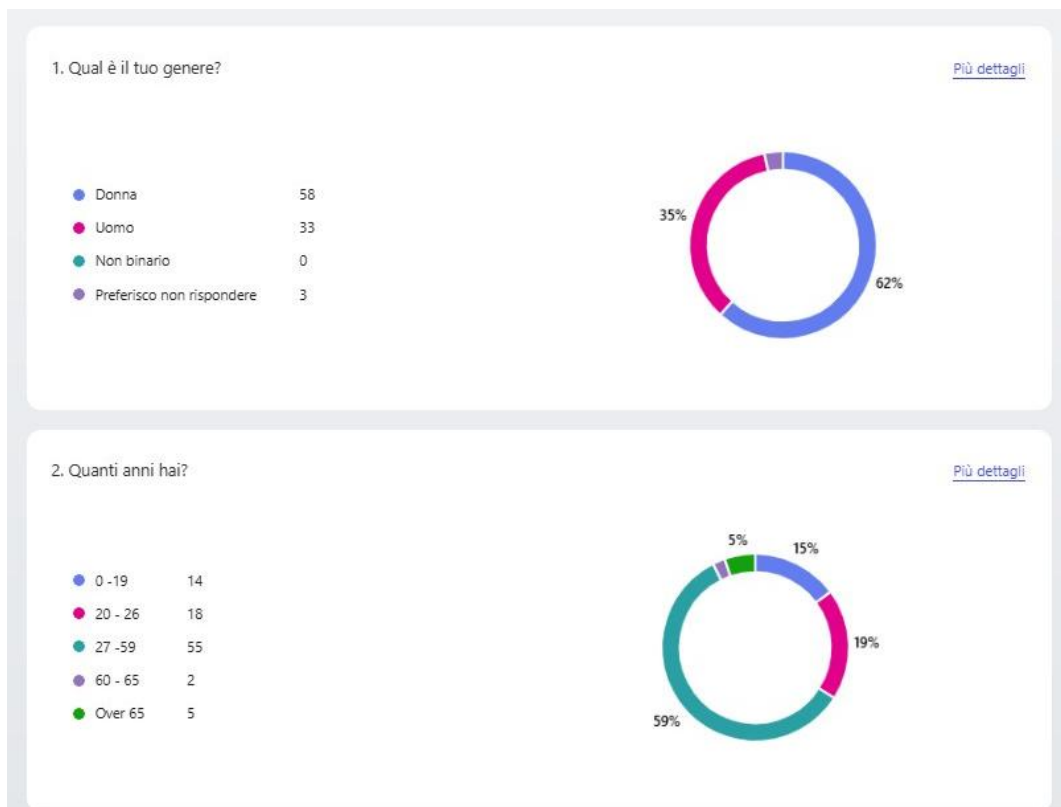 1. Qual è il tuo genere?
Più dettagli
Donna 58
Uomo 33
Non binario 0
Preferisco non rispondere 3
35%
62%
2. Quanti anni hai?
Più dettagli
0 -19 14
20 - 26 18
27 -59 55
60 - 65 2
Over 65 5
5%
15%
19%
59%